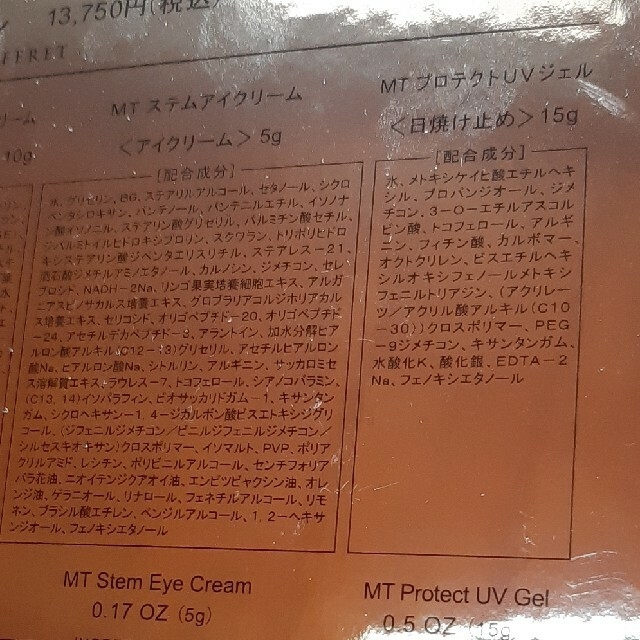 13,750円(税込)
FFRET
リーム
10g
MT ステムアイクリーム
<アイクリーム> 5g
[配合成分]
水, グリセリン, BG, ステアリルアルコール, セタノール, シクロ
ペンタシロキサン, パンテノール, パンテニルエチル, イソノナ
ン酸イソノニル, ステアリン酸グリセリル, パルミチン酸セチル,
ジパルミトイルヒドロキシプロリン, スクワラン, トリポリヒドロ
キシステアリン酸ジペンタエリスリチル, ステアレス-21,
酒石酸ジメチルアミノエタノール, カルノシン, ジメチコン, セレ
ブロシド, NADH-2Na, リンゴ果実培養細胞エキス, アルガ
ニアスピノサカルス培養エキス, グロブラリアコルジホリアカル
ス培養エキス, セリコシド, オリゴペプチド-20, オリゴペプチド
-24, アセチルデカペプチド-3, アラントイン, 加水分解ヒア
ルロン酸アルキル(C12-13)グリセリル, アセチルヒアルロン
酸Na, ヒアルロン酸Na, シトルリン, アルギニン, サッカロミセ
ス溶解質エキス, ラウレス-7, トコフェロール, シアノコバラミン,
(C13, 14)イソパラフィン, ビオサッカリドガム-1, キサンタン
ガム, シクロヘキサン-1, 4-ジカルボン酸ビスエトキシジグリ
コール, (ジフェニルジメチコン/ビニルジフェニルジメチコン/
シルセスキオキサン)クロスポリマー, イソマルト, PVP, ポリア
クリルアミド, レシチン, ポリビニルアルコール, センチフォリア
バラ花油, ニオイテンジクアオイ油, エンピツビャクシン油, オレ
ンジ油, ゲラニオール, リナロール, フェネチルアルコール, リモ
ネン, ブラシル酸エチレン, ベンジルアルコール, 1, 2-ヘキサ
ンジオール, フェノキシエタノール
MT Stem Eye Cream
0.17 OZ (5g)
MT プロテクトUVジェル
<日焼け止め> 15g
[配合成分]
水, メトキシケイヒ酸エチルヘキ
シル, プロパンジオール, ジメ
チコン, 3-O-エチルアスコル
ビン酸, トコフェロール, アルギ
ニン, フィチン酸, カルボマー,
オクトクリレン, ビスエチルヘキ
シルオキシフェノールメトキシ
フェニルトリアジン, (アクリレー
ツ/アクリル酸アルキル(C10
-30))クロスポリマー, PEG
-9ジメチコン, キサンタンガム,
水酸化K, 酸化銀, EDTA-2
Na, フェノキシエタノール
MT Protect UV Gel
0.5 OZ (15g